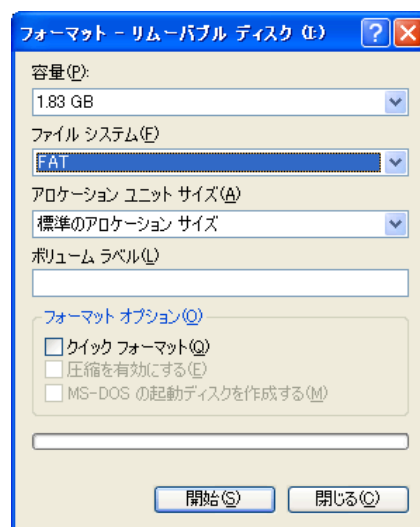 フォーマット - リムーバブル ディスク (I:)
容量(P):
1.83 GB
ファイル システム(F)
FAT
アロケーション ユニット サイズ(A)
標準のアロケーション サイズ
ボリューム ラベル(L)
フォーマット オプション(O)
クイック フォーマット(Q)
圧縮を有効にする(E)
MS-DOS の起動ディスクを作成する(M)
開始(S)
閉じる(C)